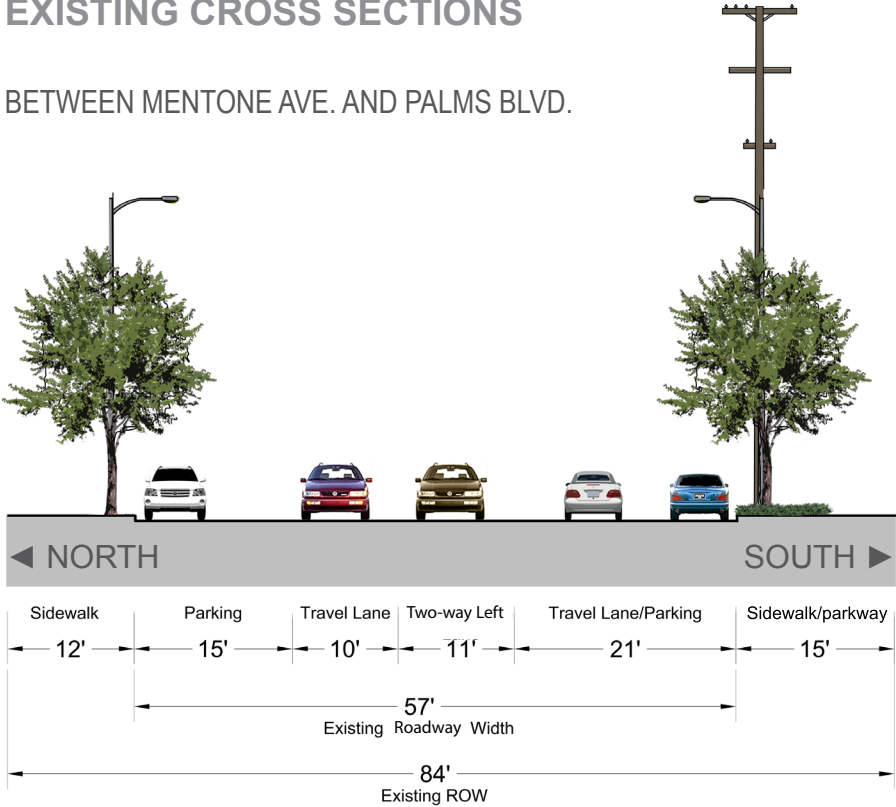 EXISTING CROSS SECTIONS
BETWEEN MENTONE AVE. AND PALMS BLVD.
◄ NORTH SOUTH ►
Sidewalk Parking Travel Lane Two-way Left Travel Lane/Parking Sidewalk/parkway
12' 15' 10' 11' 21' 15'
57'
Existing Roadway Width
84'
Existing ROW